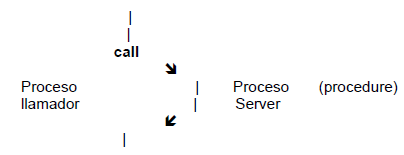 |
|
call
Proceso | Proceso (procedure)
llamador | Server
|